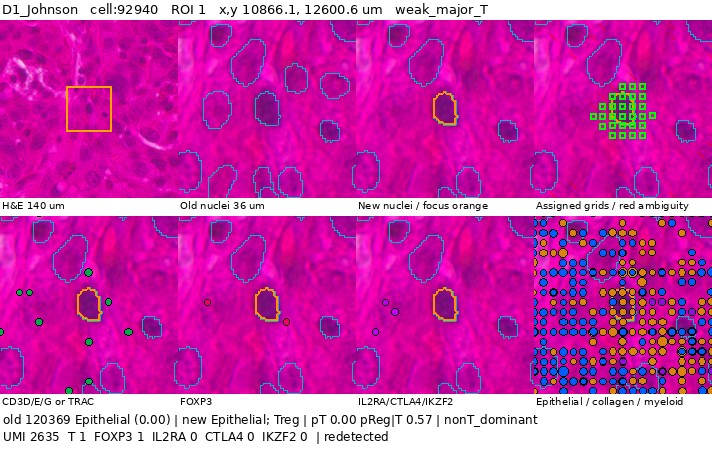 D1_Johnson cell:92940 ROI 1 x,y 10866.1, 12600.6 um weak_major_T
H&E 140 um
Old nuclei 36 um
New nuclei / focus orange
Assigned grids / red ambiguity
CD3D/E/G or TRAC
FOXP3
IL2RA/CTLA4/IKZF2
Epithelial / collagen / myeloid
old 120369 Epithelial (0.00) | new Epithelial; Treg | pT 0.00 pReg|T 0.57 | nonT_dominant
UMI 2635 T 1 FOXP3 1 IL2RA 0 CTLA4 0 IKZF2 0 | redetected